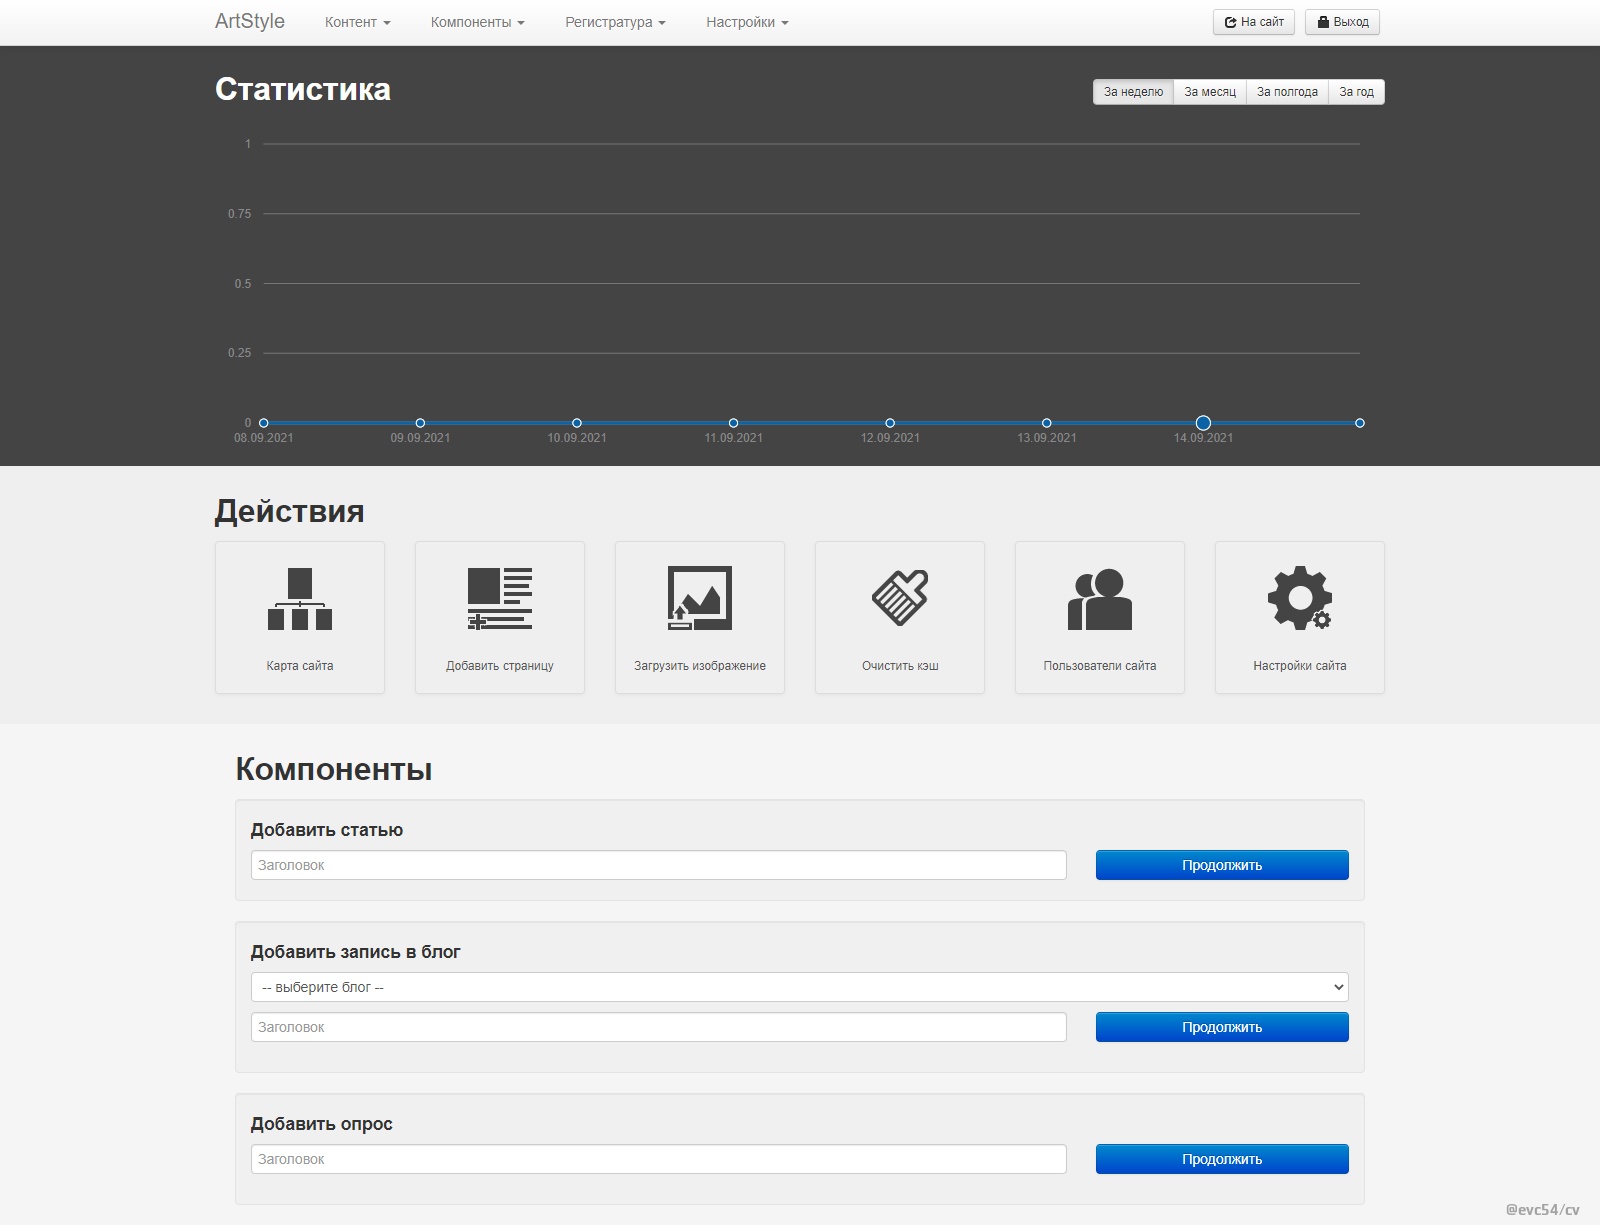 ArtStyle Контент Компоненты Регистратура Настройки На сайт Выход
Статистика
За неделю За месяц За полгода За год
1
0.75
0.5
0.25
0
08.09.2021 09.09.2021 10.09.2021 11.09.2021 12.09.2021 13.09.2021 14.09.2021
Действия
Карта сайта Добавить страницу Загрузить изображение Очистить кэш Пользователи сайта Настройки сайта
Компоненты
Добавить статью
Заголовок Продолжить
Добавить запись в блог
-- выберите блог --
Заголовок Продолжить
Добавить опрос
Заголовок Продолжить
@evc54/cv